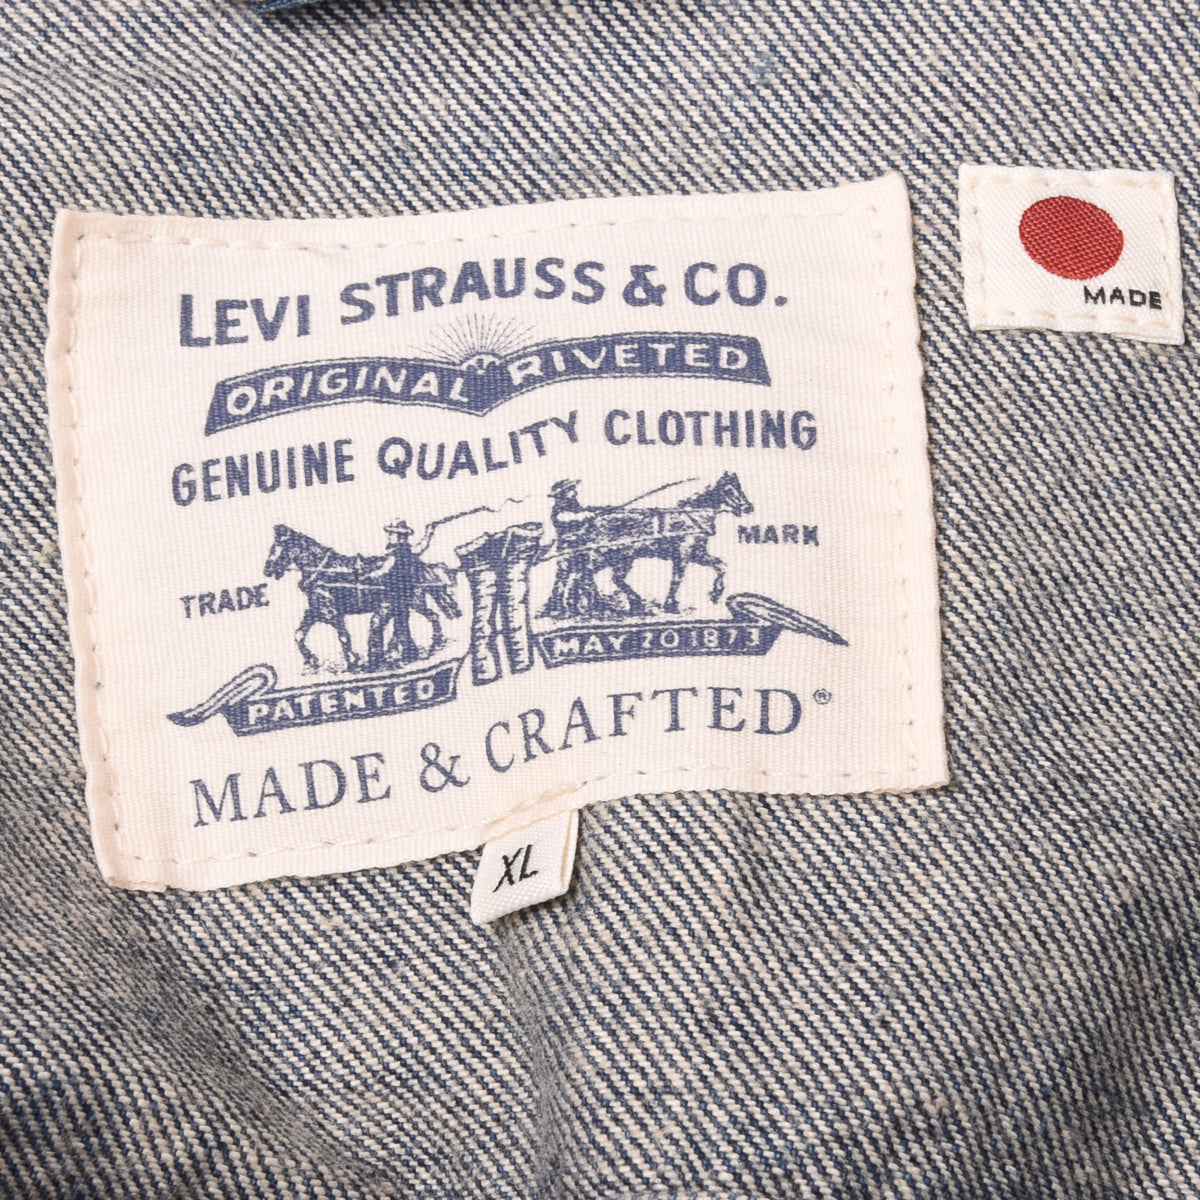 LEVI STRAUSS & CO.
ORIGINAL RIVETED
GENUINE QUALITY CLOTHING
TRADE MARK
PATENTED MAY 20 1873
MADE & CRAFTED®
XL
MADE